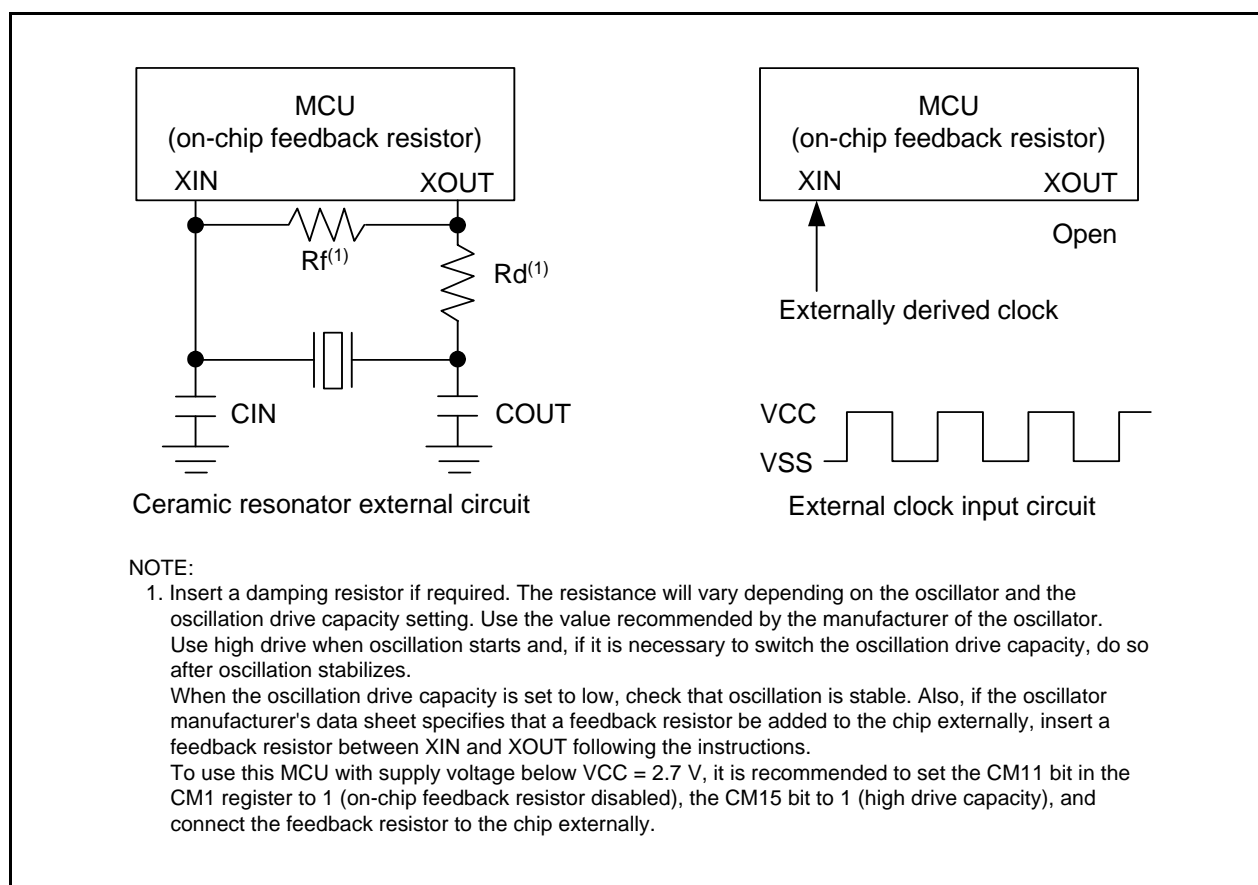 MCU
(on-chip feedback resistor)
XIN XOUT
Rf(1)
Rd(1)
CIN COUT
Ceramic resonator external circuit
MCU
(on-chip feedback resistor)
XIN XOUT
Open
Externally derived clock
VCC
VSS
External clock input circuit
NOTE:
1. Insert a damping resistor if required. The resistance will vary depending on the oscillator and the
oscillation drive capacity setting. Use the value recommended by the manufacturer of the oscillator.
Use high drive when oscillation starts and, if it is necessary to switch the oscillation drive capacity, do so
after oscillation stabilizes.
When the oscillation drive capacity is set to low, check that oscillation is stable. Also, if the oscillator
manufacturer's data sheet specifies that a feedback resistor be added to the chip externally, insert a
feedback resistor between XIN and XOUT following the instructions.
To use this MCU with supply voltage below VCC = 2.7 V, it is recommended to set the CM11 bit in the
CM1 register to 1 (on-chip feedback resistor disabled), the CM15 bit to 1 (high drive capacity), and
connect the feedback resistor to the chip externally.